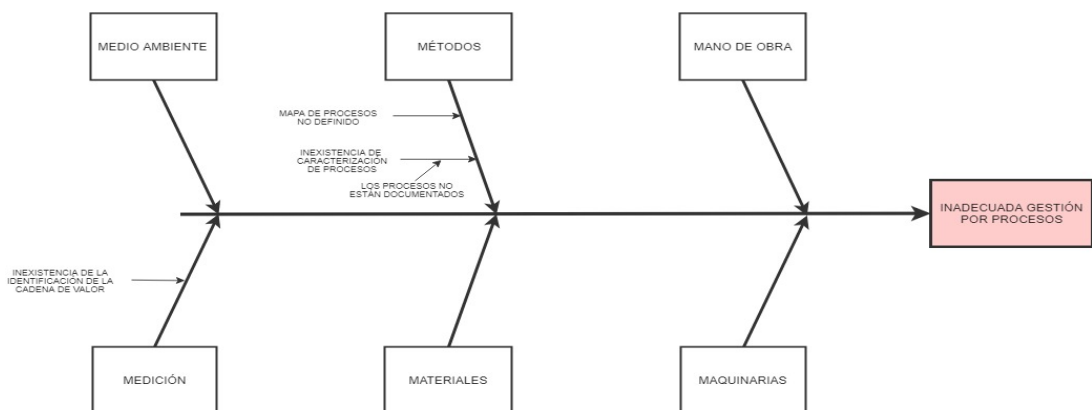 MEDIO AMBIENTE
MÉTODOS
MANO DE OBRA
MAPA DE PROCESOS
NO DEFINIDO
INEXISTENCIA DE
CARACTERIZACIÓN
DE PROCESOS
LOS PROCESOS NO
ESTÁN DOCUMENTADOS
INADECUADA GESTIÓN
POR PROCESOS
INEXISTENCIA DE LA
IDENTIFICACIÓN DE LA
CADENA DE VALOR
MEDICIÓN
MATERIALES
MAQUINARIAS